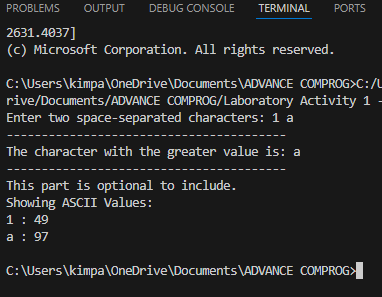 PROBLEMS OUTPUT DEBUG CONSOLE TERMINAL PORTS
2631.4037]
(c) Microsoft Corporation. All rights reserved.
C:\Users\kimpa\OneDrive\Documents\ADVANCE COMPROG>C:/U
rive/Documents/ADVANCE COMPROG/Laboratory Activity 1 -
Enter two space-separated characters: 1 a
----------------------------------------
The character with the greater value is: a
----------------------------------------
This part is optional to include.
Showing ASCII Values:
1 : 49
a : 97
C:\Users\kimpa\OneDrive\Documents\ADVANCE COMPROG>